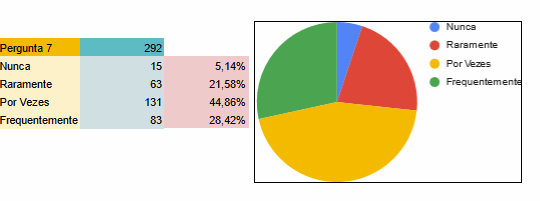 Pergunta 7 292
Nunca 15 5,14%
Raramente 63 21,58%
Por Vezes 131 44,86%
Frequentemente 83 28,42%
Nunca
Raramente
Por Vezes
Frequentemente